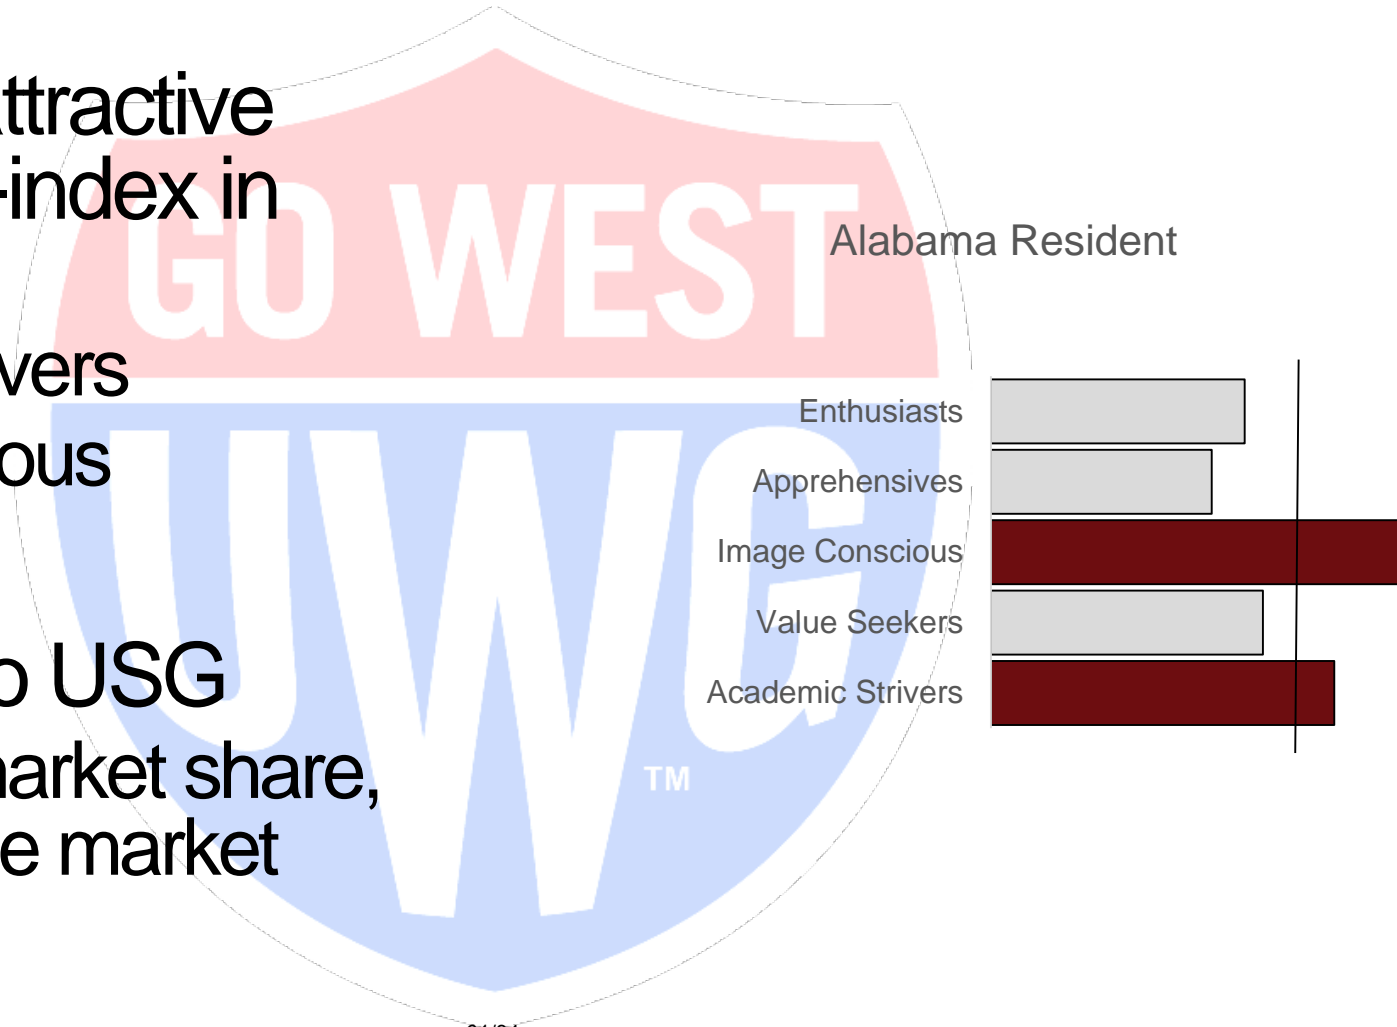 ttractive
-index in
vers
ous
o USG
arket share,
e market
GO WEST
UWG
TM
Alabama Resident
Enthusiasts
Apprehensives
Image Conscious
Value Seekers
Academic Strivers